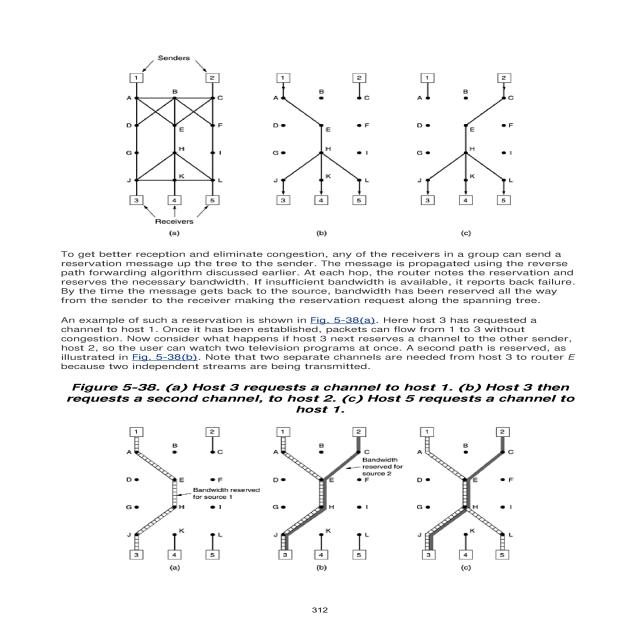 Senders
1 2 1 2 1 2
A B C A B C A B C
D E F D E F D E F
G H I G H I G H I
J K L J K L J K L
3 4 5 3 4 5 3 4 5
Receivers
(a) (b) (c)
To get better reception and eliminate congestion, any of the receivers in a group can send a
reservation message up the tree to the sender. The message is propagated using the reverse
path forwarding algorithm discussed earlier. At each hop, the router notes the reservation and
reserves the necessary bandwidth. If insufficient bandwidth is available, it reports back failure.
By the time the message gets back to the source, bandwidth has been reserved all the way
from the sender to the receiver making the reservation request along the spanning tree.
An example of such a reservation is shown in Fig. 5-38(a). Here host 3 has requested a
channel to host 1. Once it has been established, packets can flow from 1 to 3 without
congestion. Now consider what happens if host 3 next reserves a channel to the other sender,
host 2, so the user can watch two television programs at once. A second path is reserved, as
illustrated in Fig. 5-38(b). Note that two separate channels are needed from host 3 to router E
because two independent streams are being transmitted.
Figure 5-38. (a) Host 3 requests a channel to host 1. (b) Host 3 then
requests a second channel, to host 2. (c) Host 5 requests a channel to
host 1.
1 2 1 2 1 2
A B C A B C A B C
Bandwidth
reserved for
source 2
D E F D E F D E F
Bandwidth reserved
for source 1
G H I G H I G H I
J K L J K L J K L
3 4 5 3 4 5 3 4 5
(a) (b) (c)
312